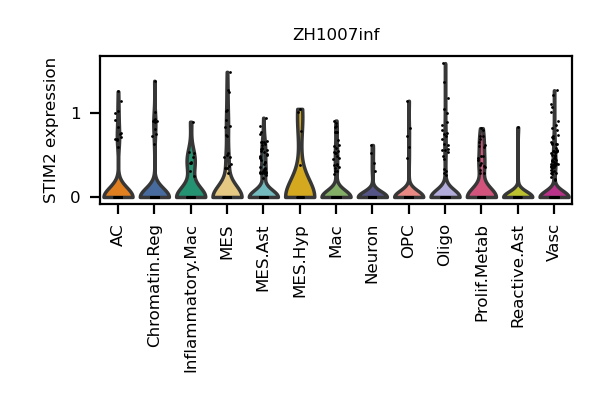 ZH1007inf
STIM2 expression
1
0
AC
Chromatin.Reg
Inflammatory.Mac
MES
MES.Ast
MES.Hyp
Mac
Neuron
OPC
Oligo
Prolif.Metab
Reactive.Ast
Vasc